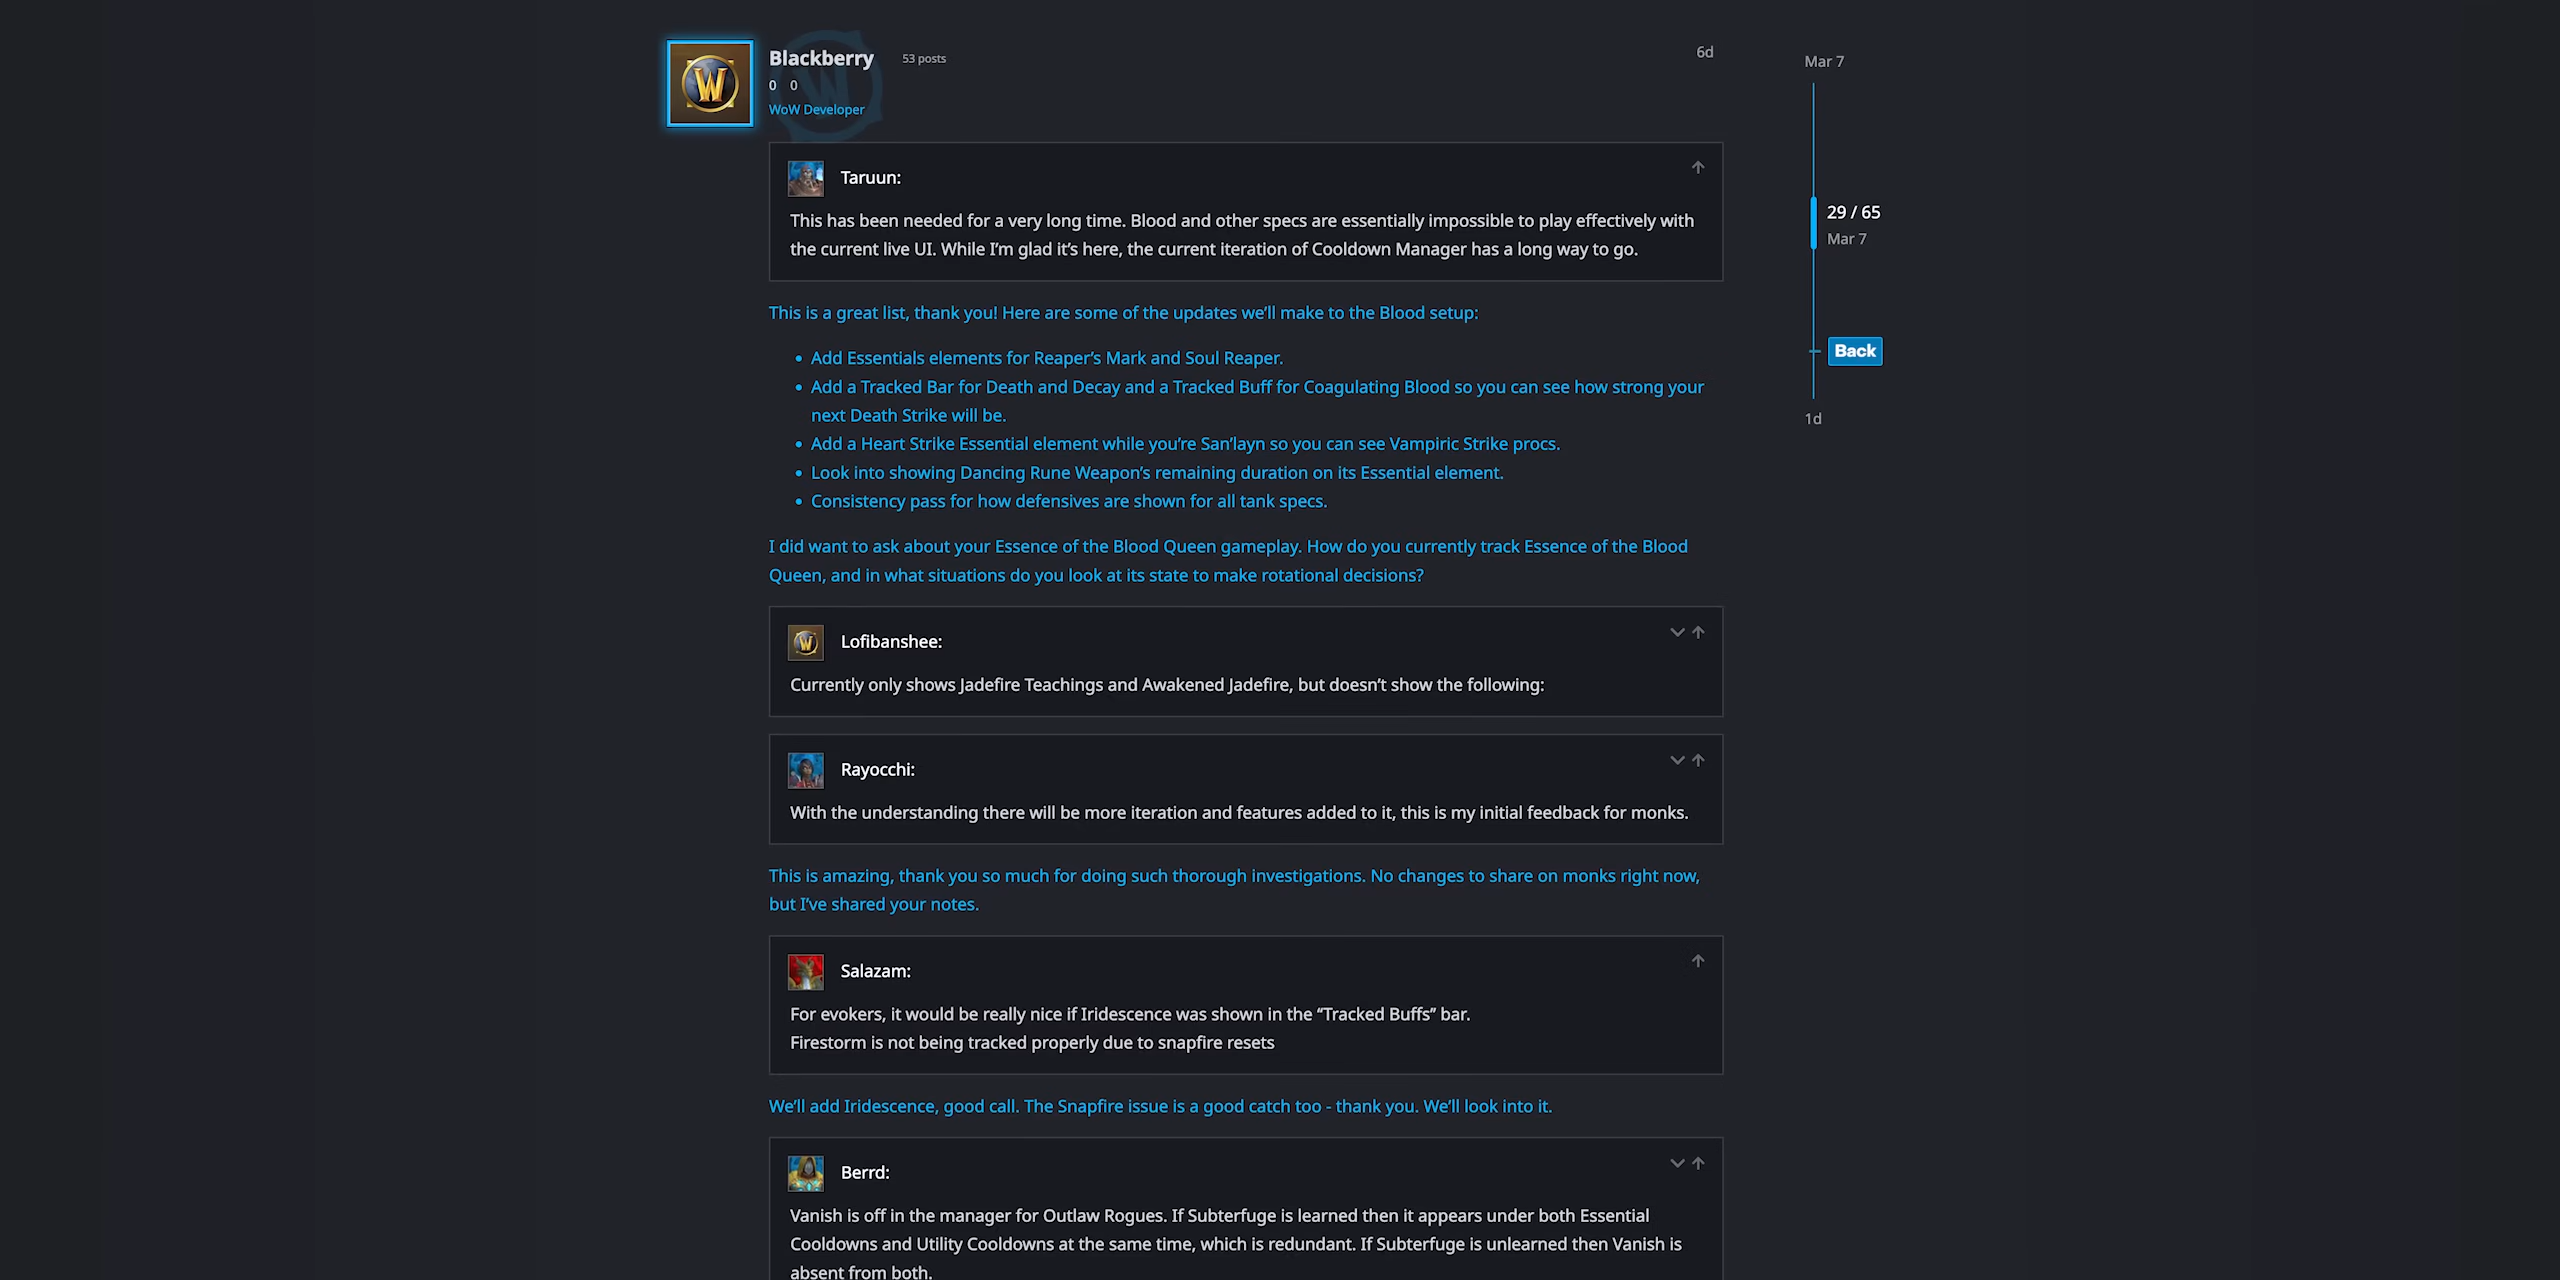 Blackberry 53 posts 6d
0 0
WoW Developer
Mar 7
Taruun:
This has been needed for a very long time. Blood and other specs are essentially impossible to play effectively with
the current live UI. While I’m glad it’s here, the current iteration of Cooldown Manager has a long way to go.
29 / 65
Mar 7
Back
1d
This is a great list, thank you! Here are some of the updates we’ll make to the Blood setup:
• Add Essentials elements for Reaper’s Mark and Soul Reaper.
• Add a Tracked Bar for Death and Decay and a Tracked Buff for Coagulating Blood so you can see how strong your
next Death Strike will be.
• Add a Heart Strike Essential element while you’re San’layn so you can see Vampiric Strike procs.
• Look into showing Dancing Rune Weapon’s remaining duration on its Essential element.
• Consistency pass for how defensives are shown for all tank specs.
I did want to ask about your Essence of the Blood Queen gameplay. How do you currently track Essence of the Blood
Queen, and in what situations do you look at its state to make rotational decisions?
Lofibanshee:
Currently only shows Jadefire Teachings and Awakened Jadefire, but doesn’t show the following:
Rayocchi:
With the understanding there will be more iteration and features added to it, this is my initial feedback for monks.
This is amazing, thank you so much for doing such thorough investigations. No changes to share on monks right now,
but I’ve shared your notes.
Salazam:
For evokers, it would be really nice if Iridescence was shown in the “Tracked Buffs” bar.
Firestorm is not being tracked properly due to snapfire resets
We’ll add Iridescence, good call. The Snapfire issue is a good catch too - thank you. We’ll look into it.
Berrd:
Vanish is off in the manager for Outlaw Rogues. If Subterfuge is learned then it appears under both Essential
Cooldowns and Utility Cooldowns at the same time, which is redundant. If Subterfuge is unlearned then Vanish is
absent from both.